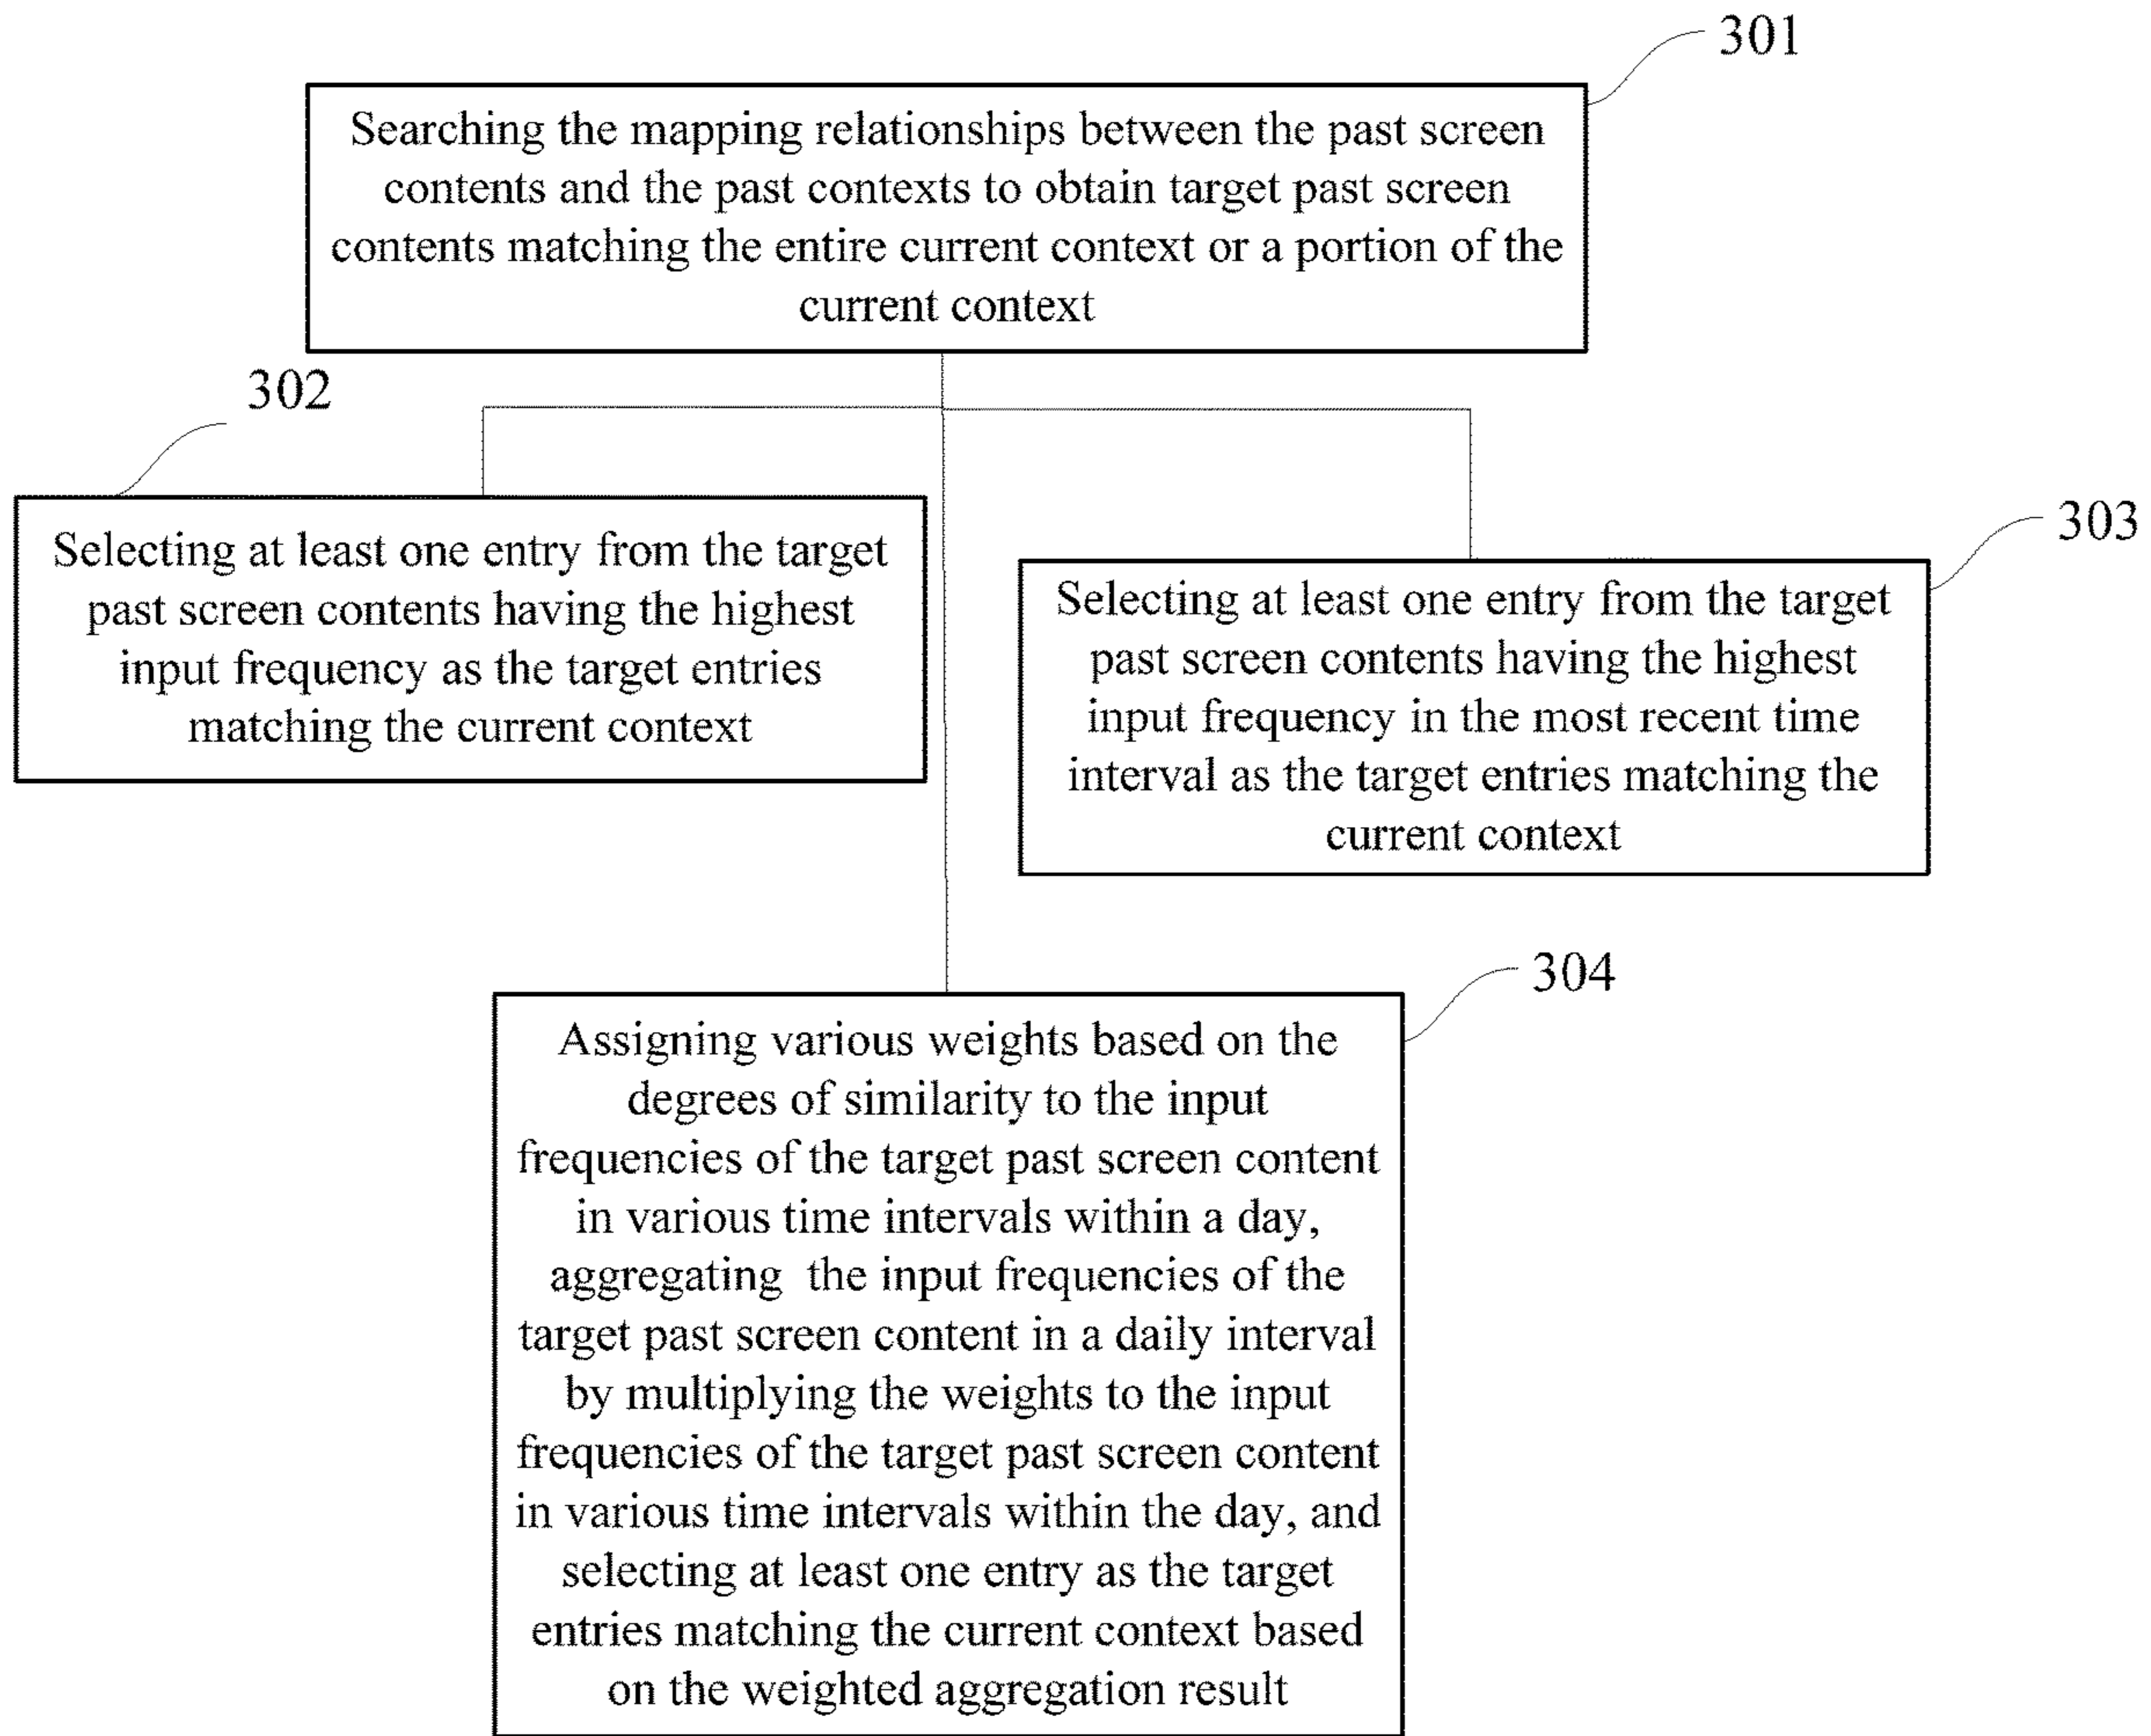 301
Searching the mapping relationships between the past screen
contents and the past contexts to obtain target past screen
contents matching the entire current context or a portion of the
current context
302
Selecting at least one entry from the target
past screen contents having the highest
input frequency as the target entries
matching the current context
303
Selecting at least one entry from the target
past screen contents having the highest
input frequency in the most recent time
interval as the target entries matching the
current context
304
Assigning various weights based on the
degrees of similarity to the input
frequencies of the target past screen content
in various time intervals within a day,
aggregating the input frequencies of the
target past screen content in a daily interval
by multiplying the weights to the input
frequencies of the target past screen content
in various time intervals within the day, and
selecting at least one entry as the target
entries matching the current context based
on the weighted aggregation result